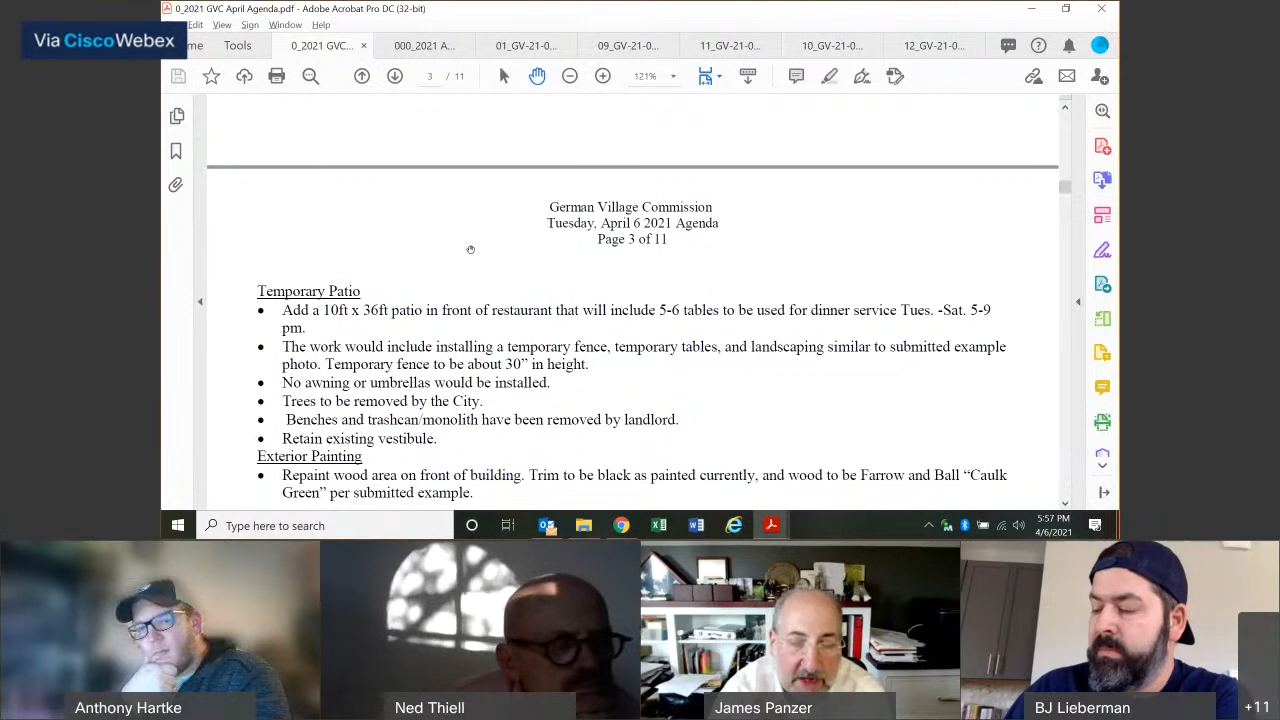 0_2021 GVC April Agenda.pdf - Adobe Acrobat Pro DC (32-bit)
Via Cisco Webex
Edit View Sign Window Help
me Tools 0_2021 GVC... × 00_2021 A... 01_GV-21-0... 09_GV-21-0... 11_GV-21-0... 10_GV-21-0... 12_GV-21-0...
3 / 11 121%
German Village Commission
Tuesday, April 6 2021 Agenda
Page 3 of 11
Temporary Patio
• Add a 10ft x 36ft patio in front of restaurant that will include 5-6 tables to be used for dinner service Tues. -Sat. 5-9
pm.
• The work would include installing a temporary fence, temporary tables, and landscaping similar to submitted example
photo. Temporary fence to be about 30” in height.
• No awning or umbrellas would be installed.
• Trees to be removed by the City.
• Benches and trashcan/monolith have been removed by landlord.
• Retain existing vestibule.
Exterior Painting
• Repaint wood area on front of building. Trim to be black as painted currently, and wood to be Farrow and Ball “Caulk
Green” per submitted example.
Type here to search
5:57 PM
4/6/2021
Anthony Hartke
Ned Thiell
James Panzer
BJ Lieberman
+11